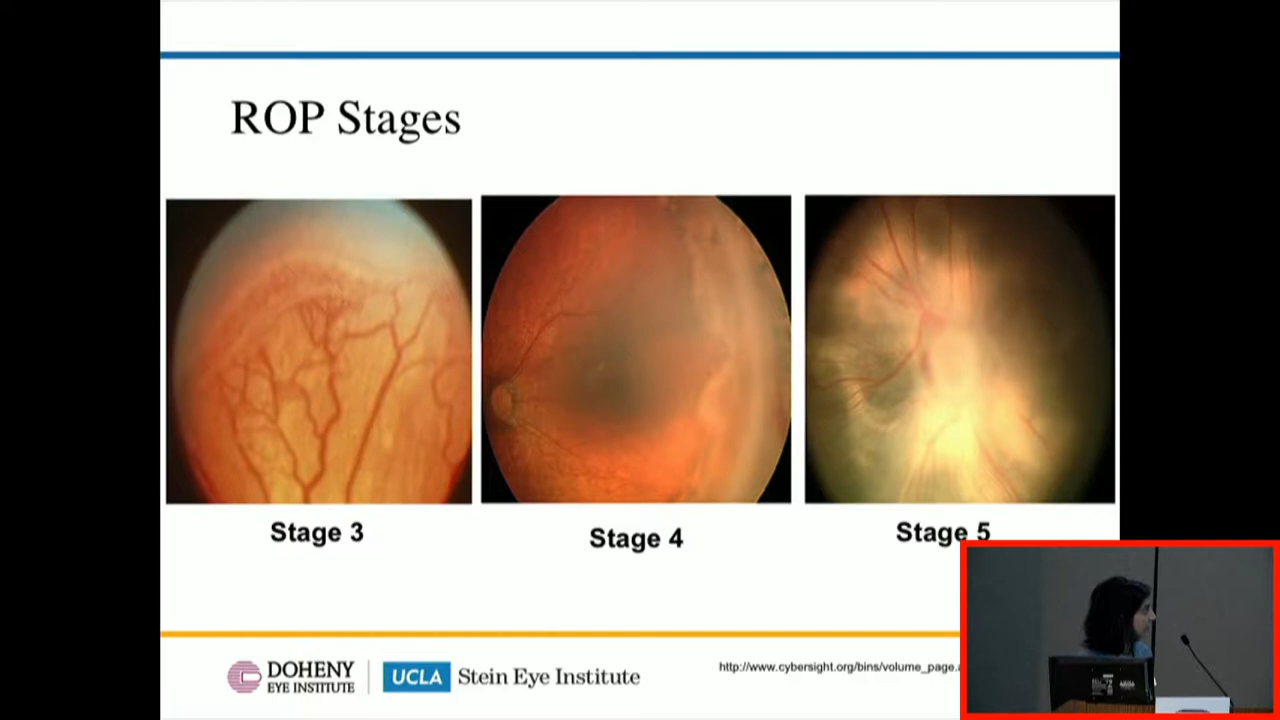 ROP Stages
Stage 3
Stage 4
Stage 5
DOHENY
EYE INSTITUTE
UCLA
Stein Eye Institute
http://www.cybersight.org/bins/volume_page.